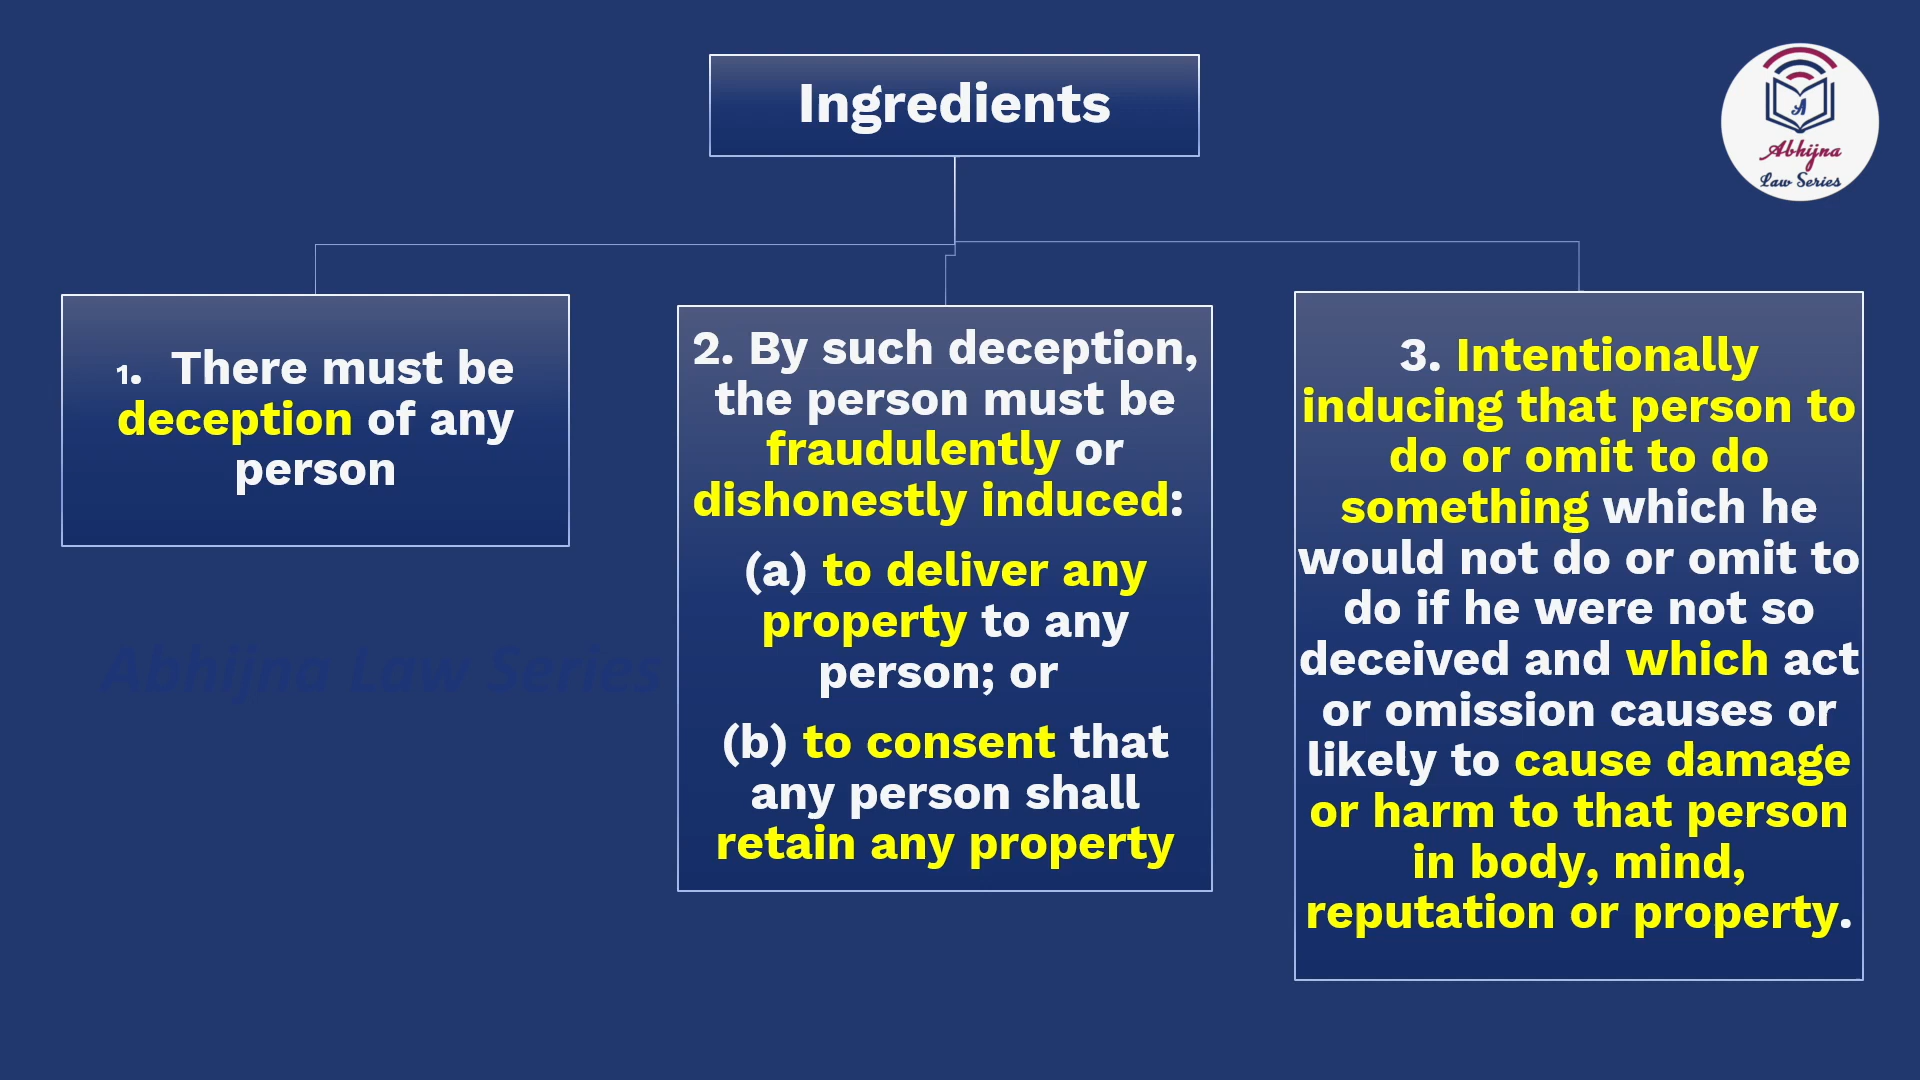 Ingredients
A
Abhijna
Law Series
1. There must be
deception of any
person
2. By such deception,
the person must be
fraudulently or
dishonestly induced:
(a) to deliver any
property to any
person; or
(b) to consent that
any person shall
retain any property
3. Intentionally
inducing that person to
do or omit to do
something which he
would not do or omit to
do if he were not so
deceived and which act
or omission causes or
likely to cause damage
or harm to that person
in body, mind,
reputation or property.
Abhijna Law Series